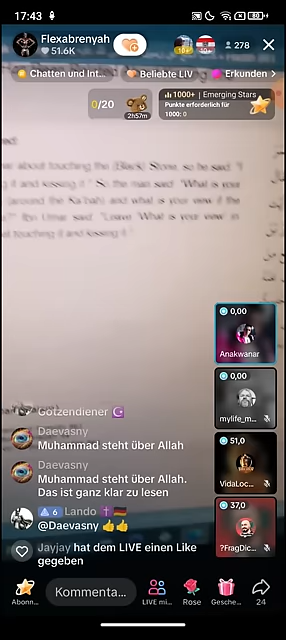 17:43
80
Flexabrenyah
51.6K
278
Chatten und Int...
Beliebte LIV
Erkunden
0/20
2h57m
1000+ | Emerging Stars
Punkte erforderlich für
1000: 0
about touching the (Black) Stone, so he said: "I
it and kissing it." So the man said: "What is your
(around the Ka'bah) and what is your view if the
Ibn Umar said: "Leave 'What is your view' in
touching it and kissing it."
0,00
Anakwanar
0,00
mylife_m...
51,0
VidaLoc...
37,0
?FragDic...
Götzendiener
Daevasny
Muhammad steht über Allah
Daevasny
Muhammad steht über Allah.
Das ist ganz klar zu lesen
6 Lando
@Daevasny
Jayjay hat dem LIVE einen Like
gegeben
Abonn...
Kommenta...
LIVE mi...
Rose
Gesche...
24